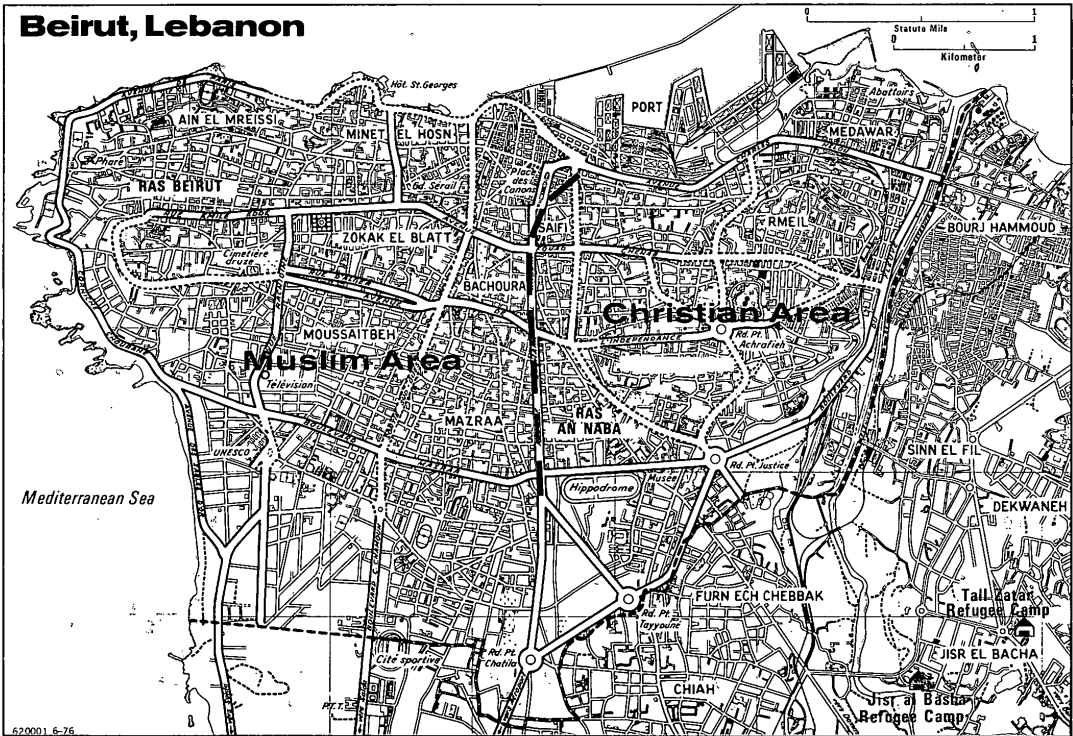 Beirut, Lebanon
0 1
Statute Mile
0 1
Kilometer
Hôt. St.Georges
PORT
Abattoirs
AIN EL MREISSI
MINET EL HOSN
MEDAWAR
Phare
Place des Canons
RAS BEIRUT
Gd. Sérail
SAIFI
RMEIL
BOURJ HAMMOUD
ZOKAK EL BLATT
Cimetière druze
BACHOURA
Christian Area
MOUSSAITBEH
INDEPENDANCE
Rd. Pt. Achrafieh
Muslim Area
Télévision
MAZRAA
RAS AN NABA
UNESCO
SINN EL FIL
Rd. Pt. Justice
Musée
Hippodrome
Mediterranean Sea
DEKWANEH
FURN ECH CHEBBAK
Tall Zatar
Refugee Camp
Rd. Pt. Tayyouné
Rd. Pt. Chatila
Cité sportive
JISR EL BACHA
CHIAH
Jisr al Basha
Refugee Camp
P.T.T.
620001 6-76